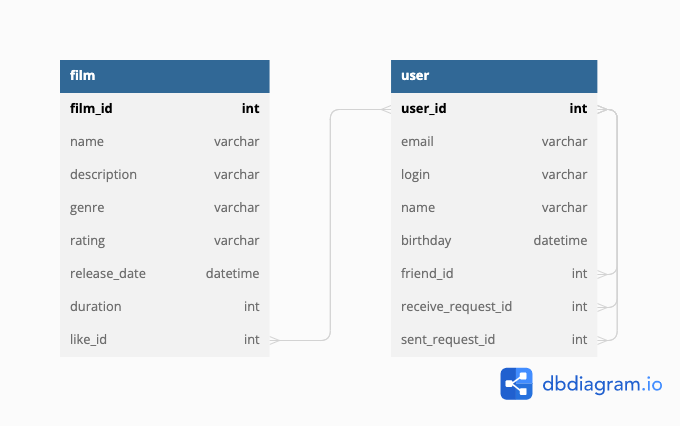 film
film_id int
name varchar
description varchar
genre varchar
rating varchar
release_date datetime
duration int
like_id int
user
user_id int
email varchar
login varchar
name varchar
birthday datetime
friend_id int
receive_request_id int
sent_request_id int
dbdiagram.io